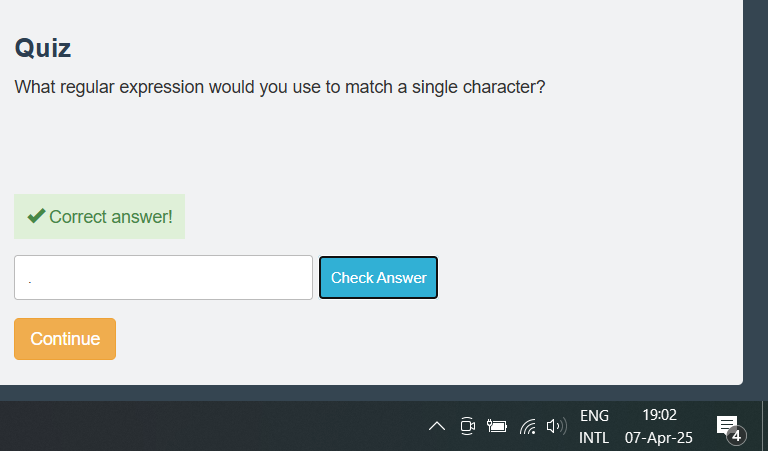 Quiz
What regular expression would you use to match a single character?
✔ Correct answer!
.
Check Answer
Continue
ENG
INTL
19:02
07-Apr-25
4